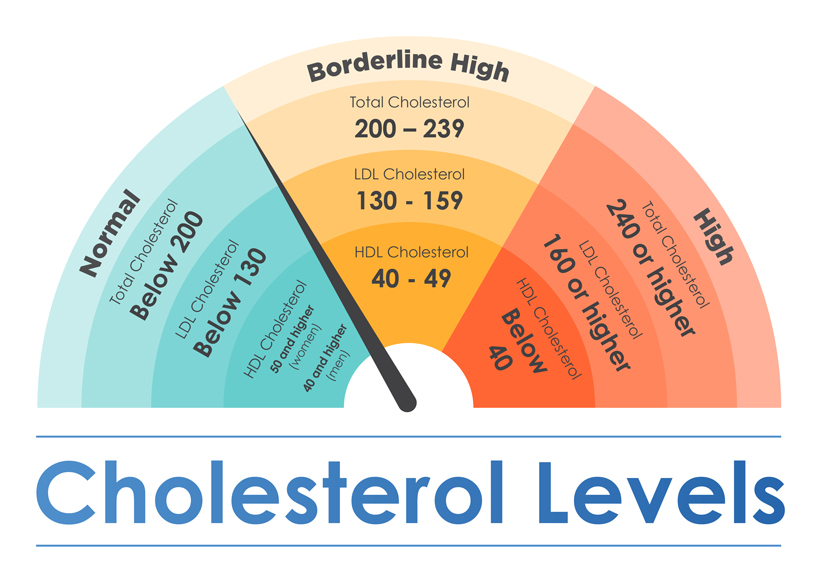 Normal
Total Cholesterol
Below 200
LDL Cholesterol
Below 130
HDL Cholesterol
50 and higher
(women)
40 and higher
(men)
Borderline High
Total Cholesterol
200 – 239
LDL Cholesterol
130 - 159
HDL Cholesterol
40 - 49
High
Total Cholesterol
240 or higher
LDL Cholesterol
160 or higher
HDL Cholesterol
Below
40
Cholesterol Levels